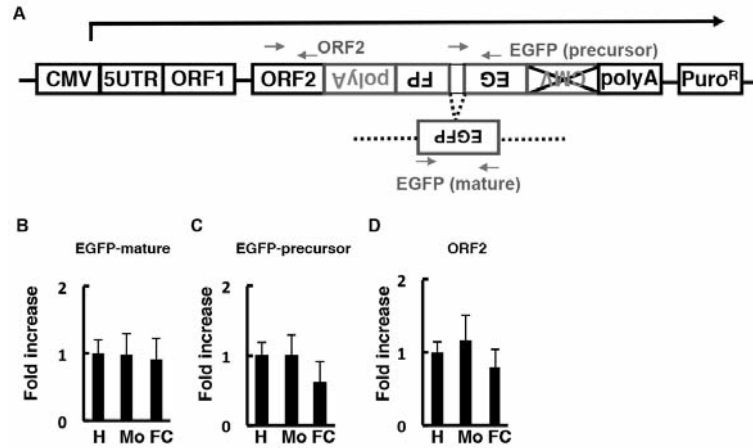 A
ORF2 EGFP (precursor)
CMV 5UTR ORF1 ORF2 polyA FP EG CMV polyA Puro^R
EGFP
EGFP (mature)
B C D
EGFP-mature EGFP-precursor ORF2
Fold increase
2
1
0
H Mo FC
Fold increase
2
1
0
H Mo FC
Fold increase
2
1
0
H Mo FC